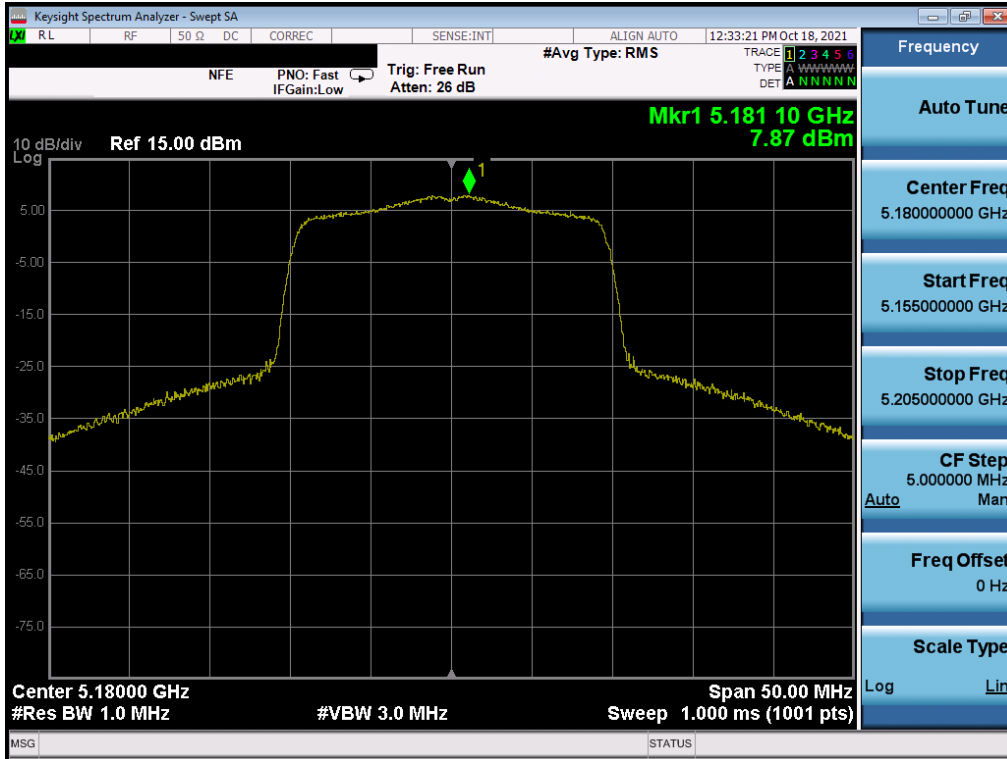 Keysight Spectrum Analyzer - Swept SA
LXI RL RF 50 Ω DC CORREC SENSE:INT ALIGN AUTO 12:33:21 PM Oct 18, 2021
#Avg Type: RMS TRACE 1 2 3 4 5 6
NFE PNO: Fast Trig: Free Run TYPE A WWWWW
IFGain:Low Atten: 26 dB DET A N N N N N
Mkr1 5.181 10 GHz
7.87 dBm
10 dB/div Ref 15.00 dBm
Log
1
5.00
-5.00
-15.0
-25.0
-35.0
-45.0
-55.0
-65.0
-75.0
Center 5.18000 GHz Span 50.00 MHz
#Res BW 1.0 MHz #VBW 3.0 MHz Sweep 1.000 ms (1001 pts)
MSG STATUS
Frequency
Auto Tune
Center Freq
5.180000000 GHz
Start Freq
5.155000000 GHz
Stop Freq
5.205000000 GHz
CF Step
5.000000 MHz
Auto Man
Freq Offset
0 Hz
Scale Type
Log Lin